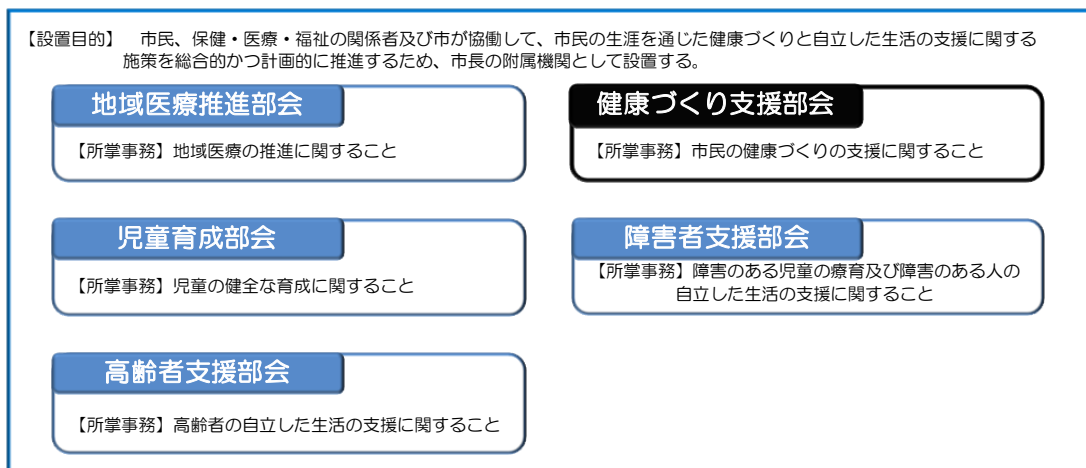 【設置目的】　市民、保健・医療・福祉の関係者及び市が協働して、市民の生涯を通じた健康づくりと自立した生活の支援に関する
施策を総合的かつ計画的に推進するため、市長の附属機関として設置する。
地域医療推進部会
【所掌事務】地域医療の推進に関すること
健康づくり支援部会
【所掌事務】市民の健康づくりの支援に関すること
児童育成部会
【所掌事務】児童の健全な育成に関すること
障害者支援部会
【所掌事務】障害のある児童の療育及び障害のある人の
自立した生活の支援に関すること
高齢者支援部会
【所掌事務】高齢者の自立した生活の支援に関すること